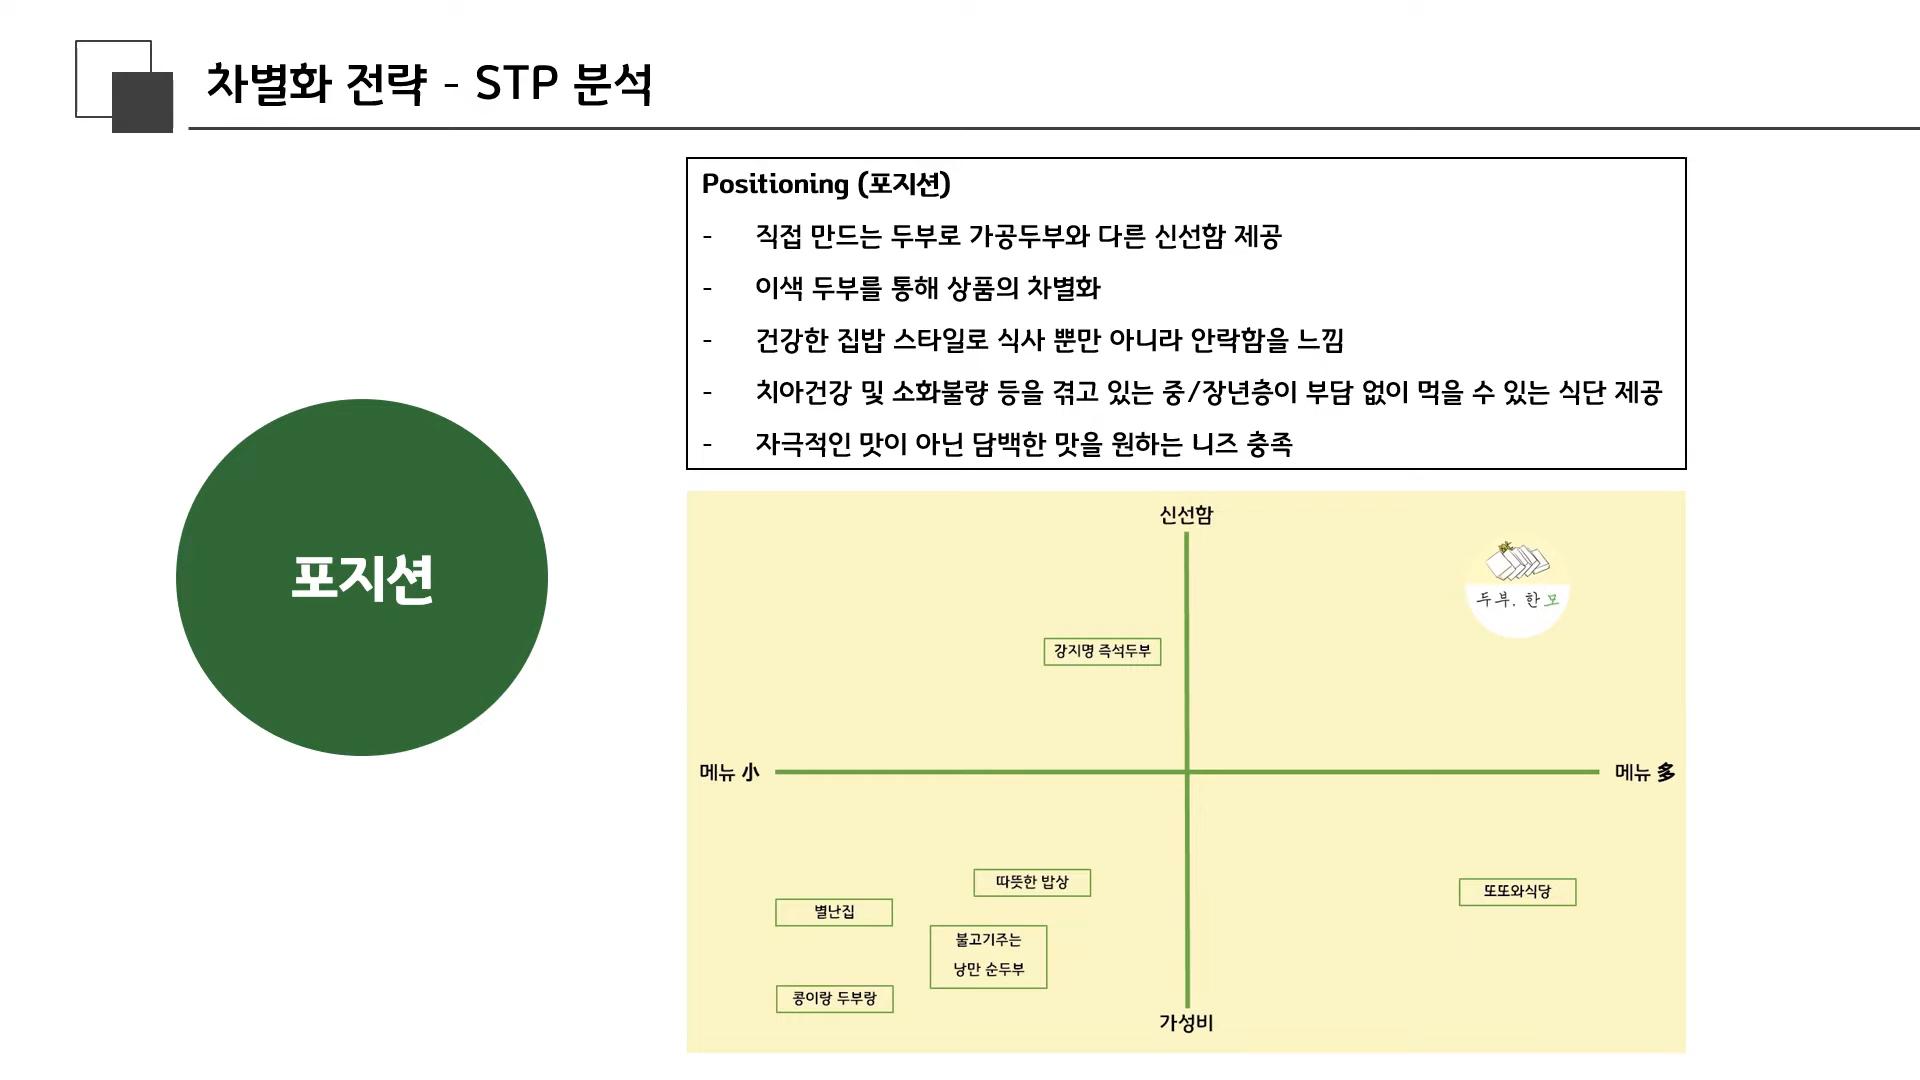 차별화 전략 - STP 분석
Positioning (포지션)
- 직접 만드는 두부로 가공두부와 다른 신선함 제공
- 이색 두부를 통해 상품의 차별화
- 건강한 집밥 스타일로 식사 뿐만 아니라 안락함을 느낌
- 치아건강 및 소화불량 등을 겪고 있는 중/장년층이 부담 없이 먹을 수 있는 식단 제공
- 자극적인 맛이 아닌 담백한 맛을 원하는 니즈 충족
포지션
신선함
두부. 한모
강지명 즉석두부
메뉴 小
메뉴 多
따뜻한 밥상
또또와식당
별난집
불고기주는
낭만 순두부
콩이랑 두부랑
가성비